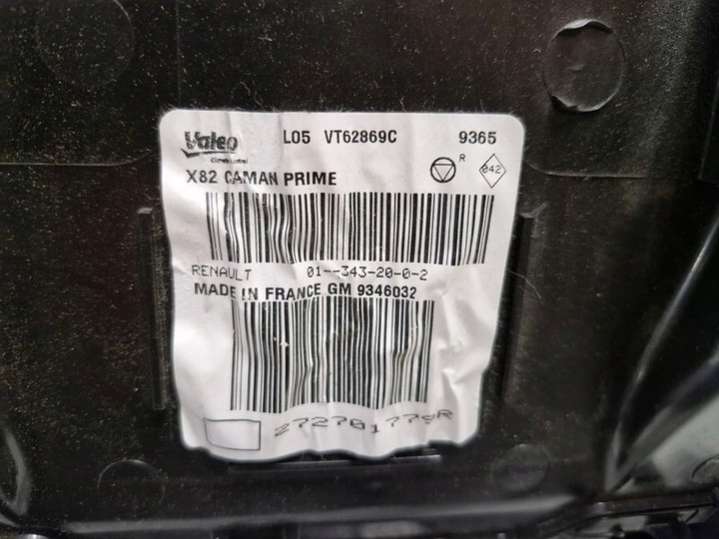 Valeo L05 VT62869C 9365
R 042
X82 CAMAN PRIME
RENAULT 01--343-20-0-2
MADE IN FRANCE GM 9346032
272701779R